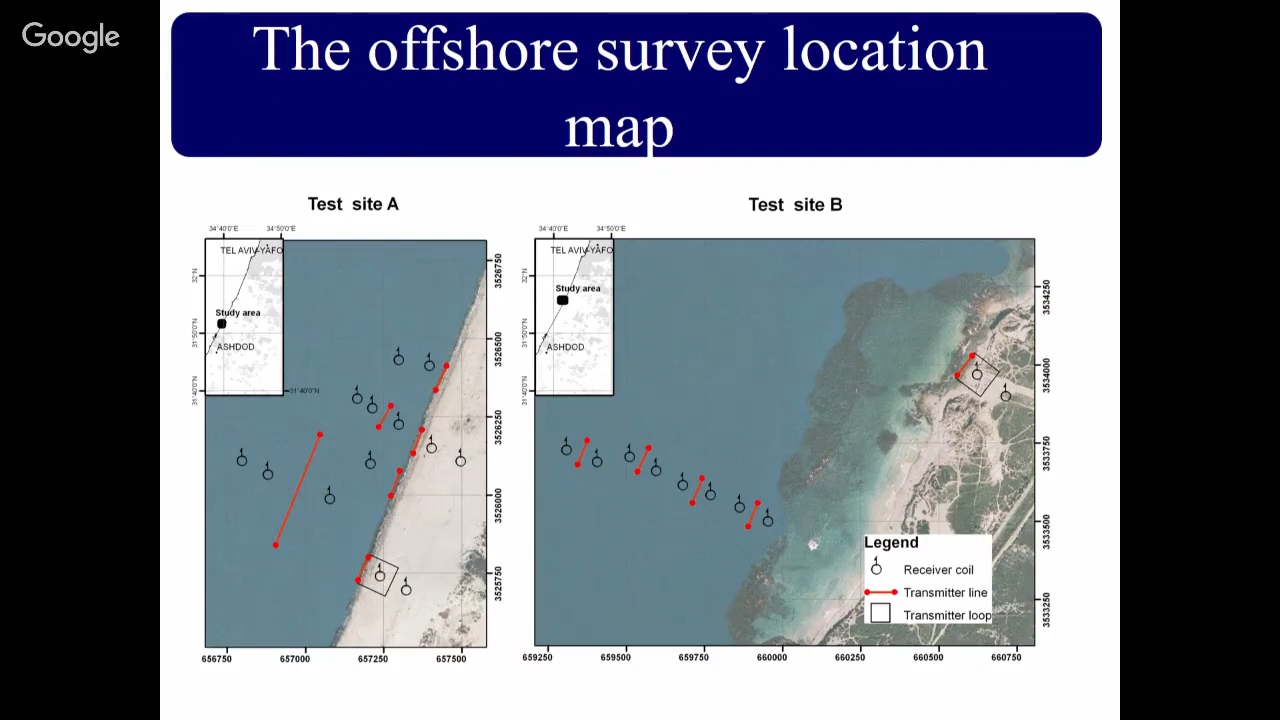 Google
The offshore survey location
map
Test site A
Test site B
34°40'0"E
34°50'0"E
TEL AVIV-YAFO
32°N
Study area
31°50'0"N
ASHDOD
31°40'0"N
31°40'0"N
3526750
3526500
3526250
3526000
3525750
656750
657000
657250
657500
34°40'0"E
34°50'0"E
TEL AVIV-YAFO
32°N
Study area
31°50'0"N
ASHDOD
31°40'0"N
3534250
3534000
3533750
3533500
3533250
Legend
Receiver coil
Transmitter line
Transmitter loop
659250
659500
659750
660000
660250
660500
660750